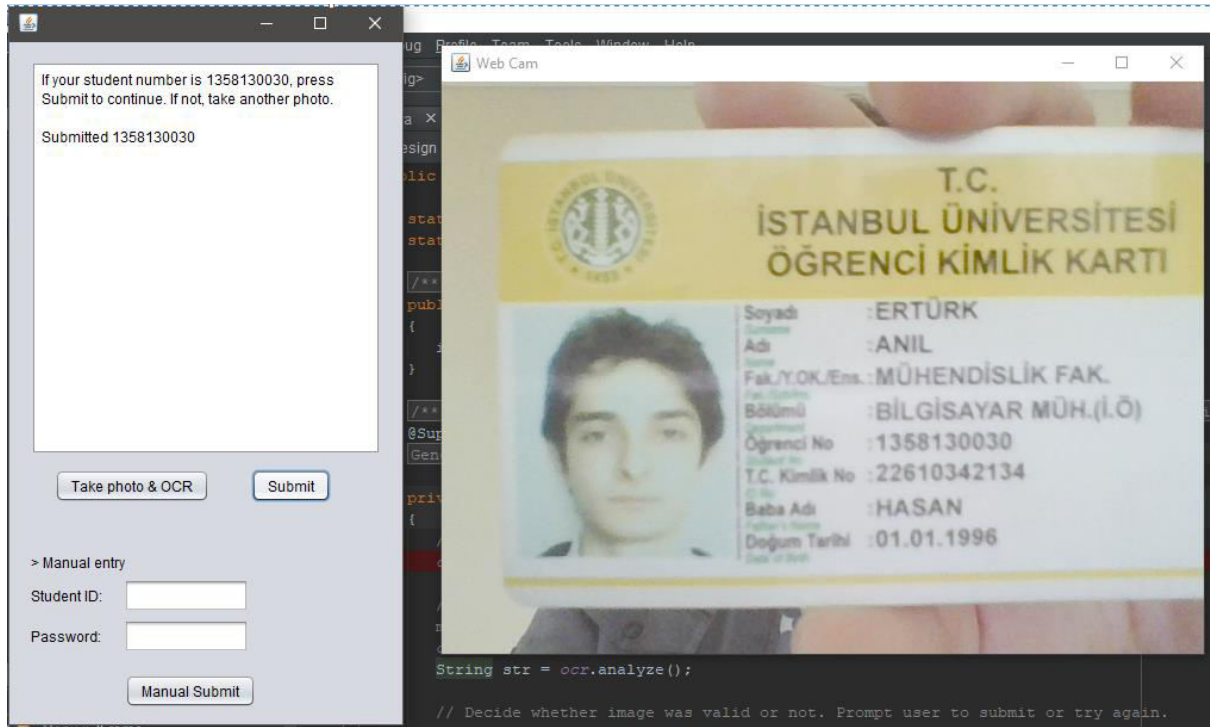 If your student number is 1358130030, press
Submit to continue. If not, take another photo.
Submitted 1358130030
Take photo & OCR
Submit
> Manual entry
Student ID:
Password:
Manual Submit
Web Cam
T.C.
İSTANBUL ÜNİVERSİTESİ
ÖĞRENCİ KİMLİK KARTI
Soyadı :ERTÜRK
Adı :ANIL
Fak./Y.OK./Ens.:MÜHENDİSLİK FAK.
Bölümü :BİLGİSAYAR MÜH.(İ.Ö)
Öğrenci No :1358130030
T.C. Kimlik No :22610342134
Baba Adı :HASAN
Doğum Tarihi :01.01.1996
String str = ocr.analyze();
// Decide whether image was valid or not. Prompt user to submit or try again.